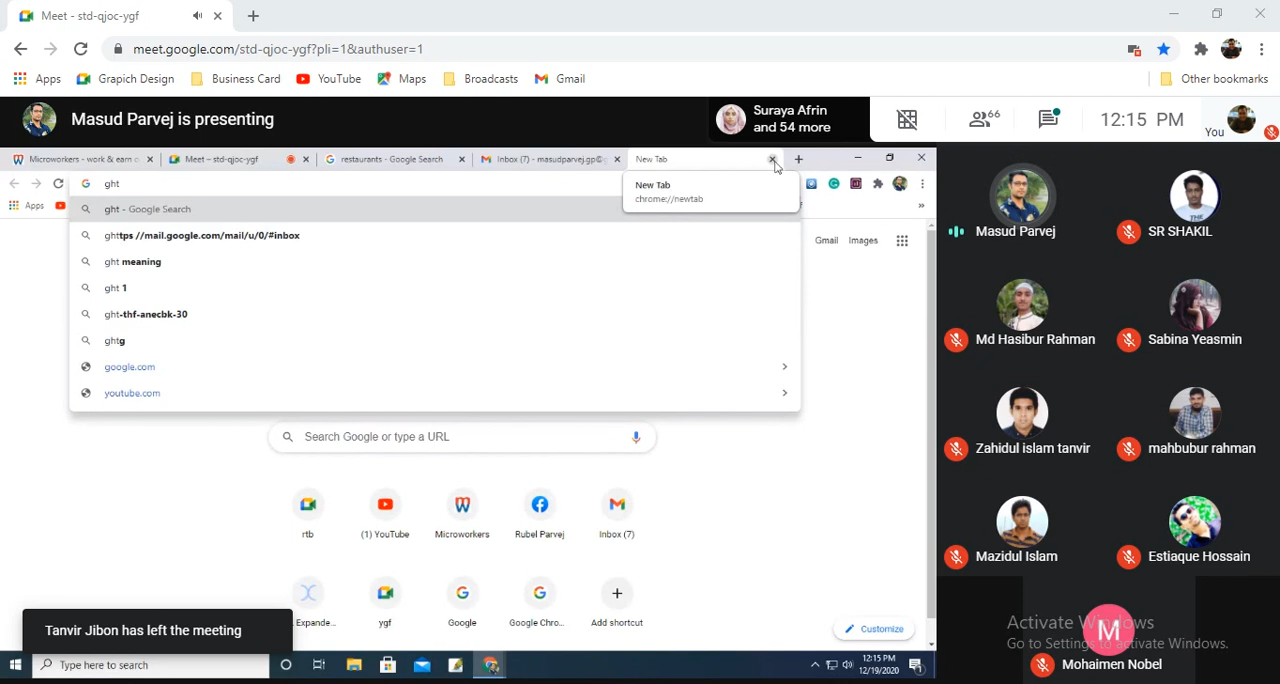 Meet - std-qjoc-ygf
meet.google.com/std-qjoc-ygf?pli=1&authuser=1
Apps
Grapich Design
Business Card
YouTube
Maps
Broadcasts
Gmail
Other bookmarks
Masud Parvej is presenting
Suraya Afrin
and 54 more
66
12:15 PM
You
Microworkers - work & earn o
Meet – std-qjoc-ygf
restaurants - Google Search
Inbox (7) - masudparvej.gp@g
New Tab
ght
New Tab
chrome://newtab
Apps
»
ght - Google Search
ghttps //mail.google.com/mail/u/0/#inbox
ght meaning
ght 1
ght-thf-anecbk-30
ghtg
google.com
youtube.com
Gmail
Images
Search Google or type a URL
rtb
(1) YouTube
Microworkers
Rubel Parvej
Inbox (7)
Expande...
ygf
Google
Google Chro...
Add shortcut
Customize
Tanvir Jibon has left the meeting
Type here to search
12:15 PM
12/19/2020
1
Masud Parvej
SR SHAKIL
Md Hasibur Rahman
Sabina Yeasmin
Zahidul islam tanvir
mahbubur rahman
Mazidul Islam
Estiaque Hossain
M
Mohaimen Nobel
Activate Windows
Go to Settings to activate Windows.